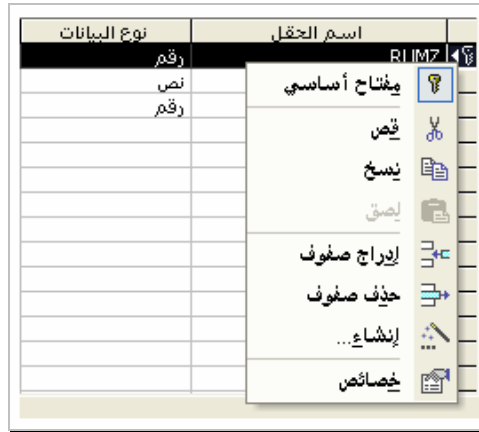 اسم الحقل نوع البيانات
RUMZ رقم
نص
رقم
مفتاح أساسي
قص
نسخ
لصق
إدراج صفوف
حذف صفوف
إنشاء...
خصائص